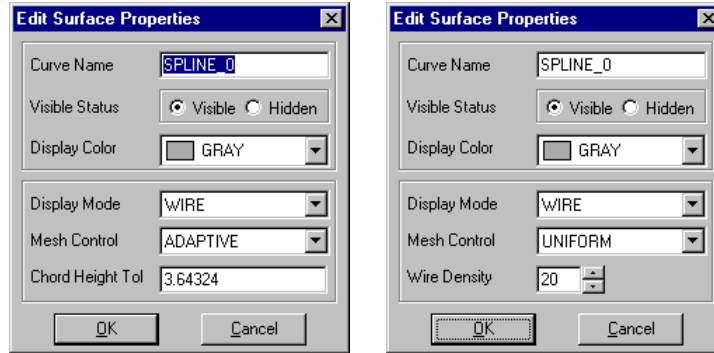 Edit Surface Properties
Curve Name SPLINE_0
Visible Status Visible Hidden
Display Color GRAY
Display Mode WIRE
Mesh Control ADAPTIVE
Chord Height Tol 3.64324
OK Cancel
Edit Surface Properties
Curve Name SPLINE_0
Visible Status Visible Hidden
Display Color GRAY
Display Mode WIRE
Mesh Control UNIFORM
Wire Density 20
OK Cancel